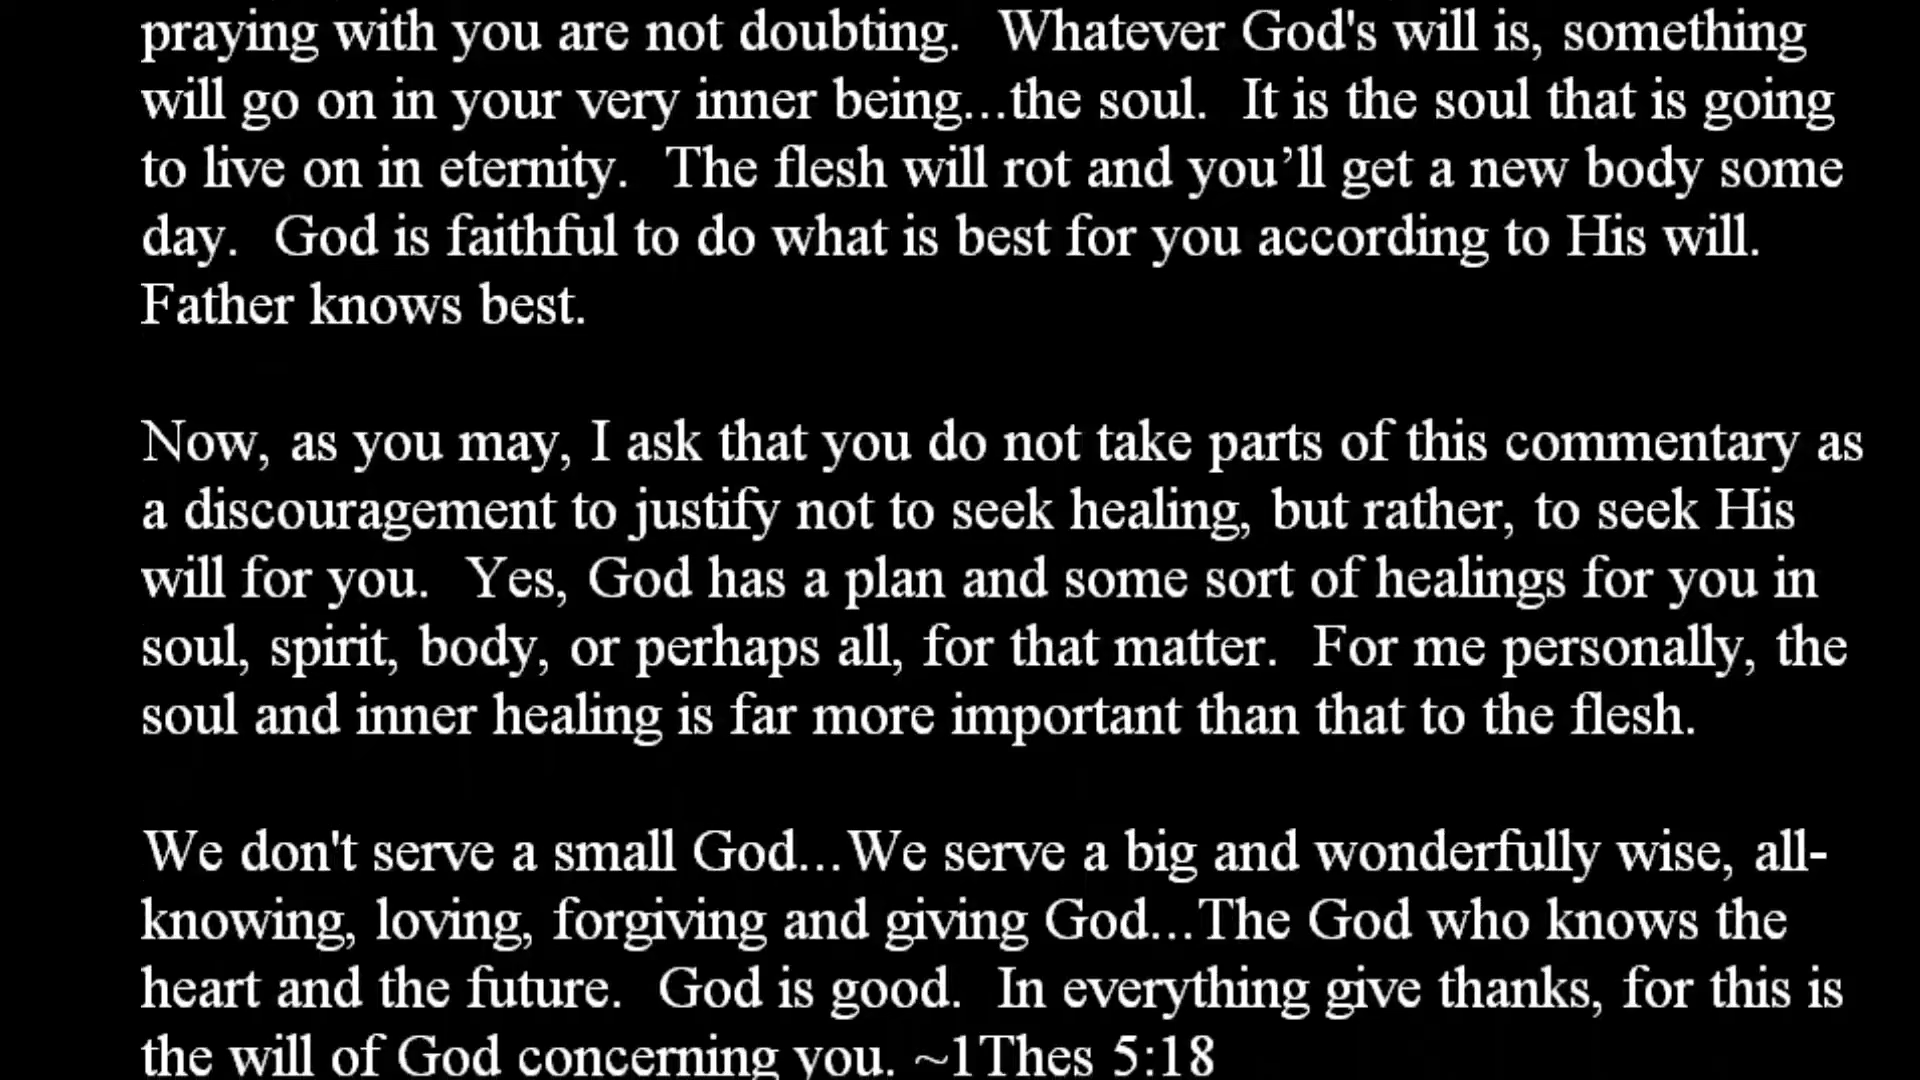 praying with you are not doubting.  Whatever God's will is, something
will go on in your very inner being...the soul.  It is the soul that is going
to live on in eternity.  The flesh will rot and you’ll get a new body some
day.  God is faithful to do what is best for you according to His will.
Father knows best.
Now, as you may, I ask that you do not take parts of this commentary as
a discouragement to justify not to seek healing, but rather, to seek His
will for you.  Yes, God has a plan and some sort of healings for you in
soul, spirit, body, or perhaps all, for that matter.  For me personally, the
soul and inner healing is far more important than that to the flesh.
We don't serve a small God...We serve a big and wonderfully wise, all-
knowing, loving, forgiving and giving God...The God who knows the
heart and the future.  God is good.  In everything give thanks, for this is
the will of God concerning you. ~1Thes 5:18